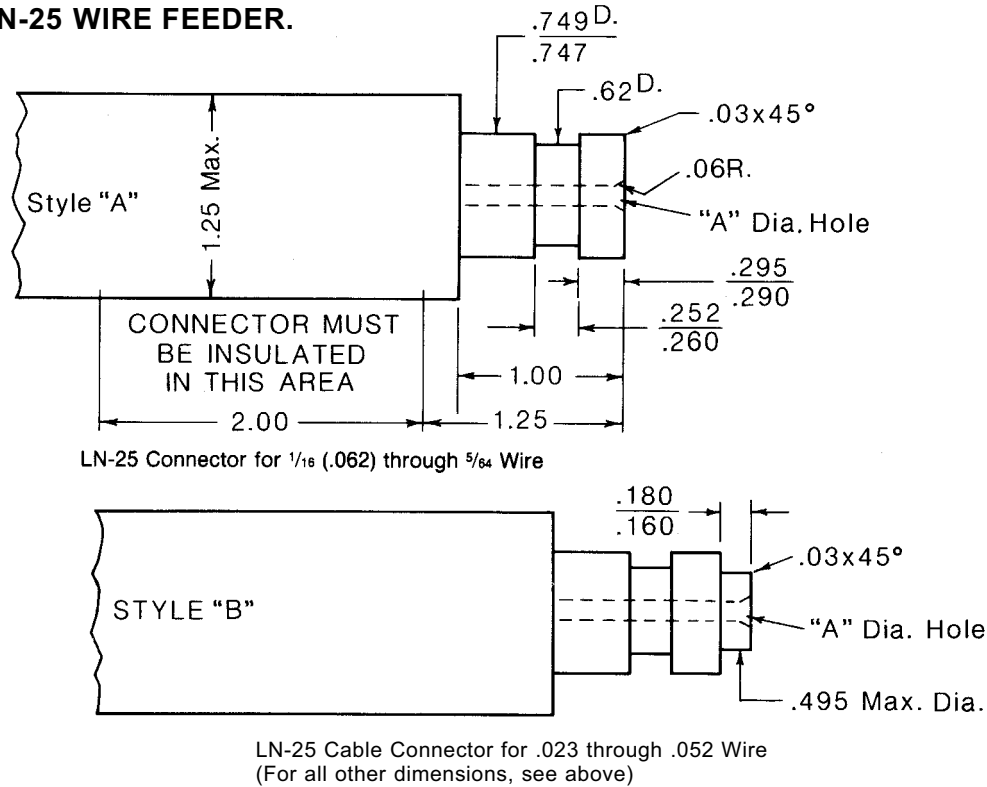 N-25 WIRE FEEDER.
.749 D.
.747
.62 D.
.03x45°
.06R.
Style "A"
1.25 Max.
"A" Dia. Hole
.295
.290
.252
.260
CONNECTOR MUST
BE INSULATED
IN THIS AREA
1.00
2.00
1.25
LN-25 Connector for 1/16 (.062) through 5/64 Wire
.180
.160
.03x45°
STYLE "B"
"A" Dia. Hole
.495 Max. Dia.
LN-25 Cable Connector for .023 through .052 Wire
(For all other dimensions, see above)